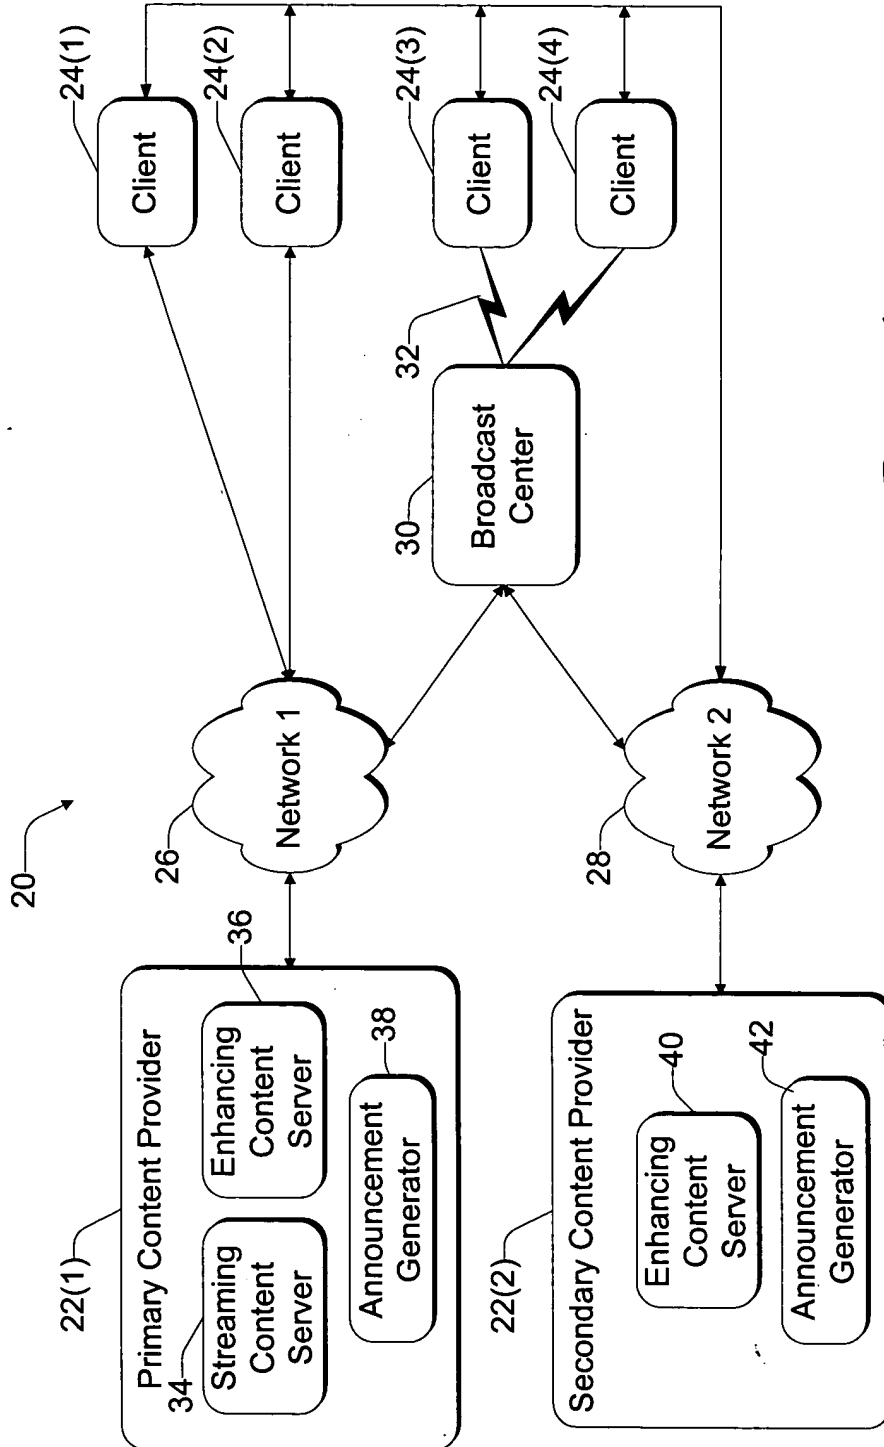 20
22(1)
Primary Content Provider
34
Streaming
Content
Server
36
Enhancing
Content
Server
38
Announcement
Generator
26
Network 1
24(1)
Client
24(2)
Client
24(3)
Client
24(4)
Client
32
30
Broadcast
Center
28
Network 2
22(2)
Secondary Content Provider
40
Enhancing
Content
Server
42
Announcement
Generator